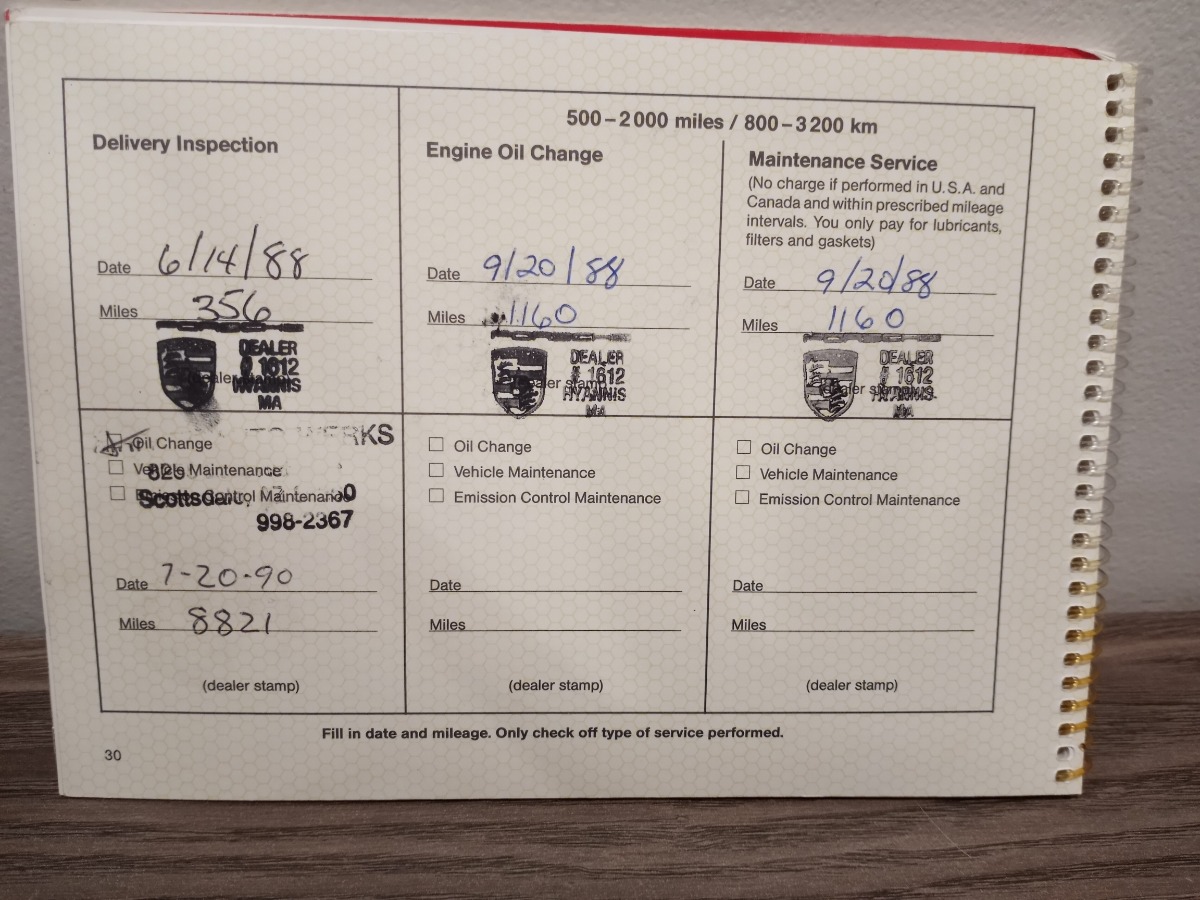 Delivery Inspection
Date 6/14/88
Miles 356
DEALER
# 1612
HYANNIS
MA
500–2000 miles / 800–3200 km
Engine Oil Change
Date 9/20/88
Miles 1160
DEALER
# 1612
HYANNIS
MA
Maintenance Service
(No charge if performed in U.S.A. and
Canada and within prescribed mileage
intervals. You only pay for lubricants,
filters and gaskets)
Date 9/20/88
Miles 1160
dealer stamp
DEALER
# 1612
HYANNIS
MA
WERKS
Oil Change
Vehicle Maintenance
Emission Control Maintenance
998-2367
Date 7-20-90
Miles 8821
(dealer stamp)
Oil Change
Vehicle Maintenance
Emission Control Maintenance
Date
Miles
(dealer stamp)
Oil Change
Vehicle Maintenance
Emission Control Maintenance
Date
Miles
(dealer stamp)
Fill in date and mileage. Only check off type of service performed.
30